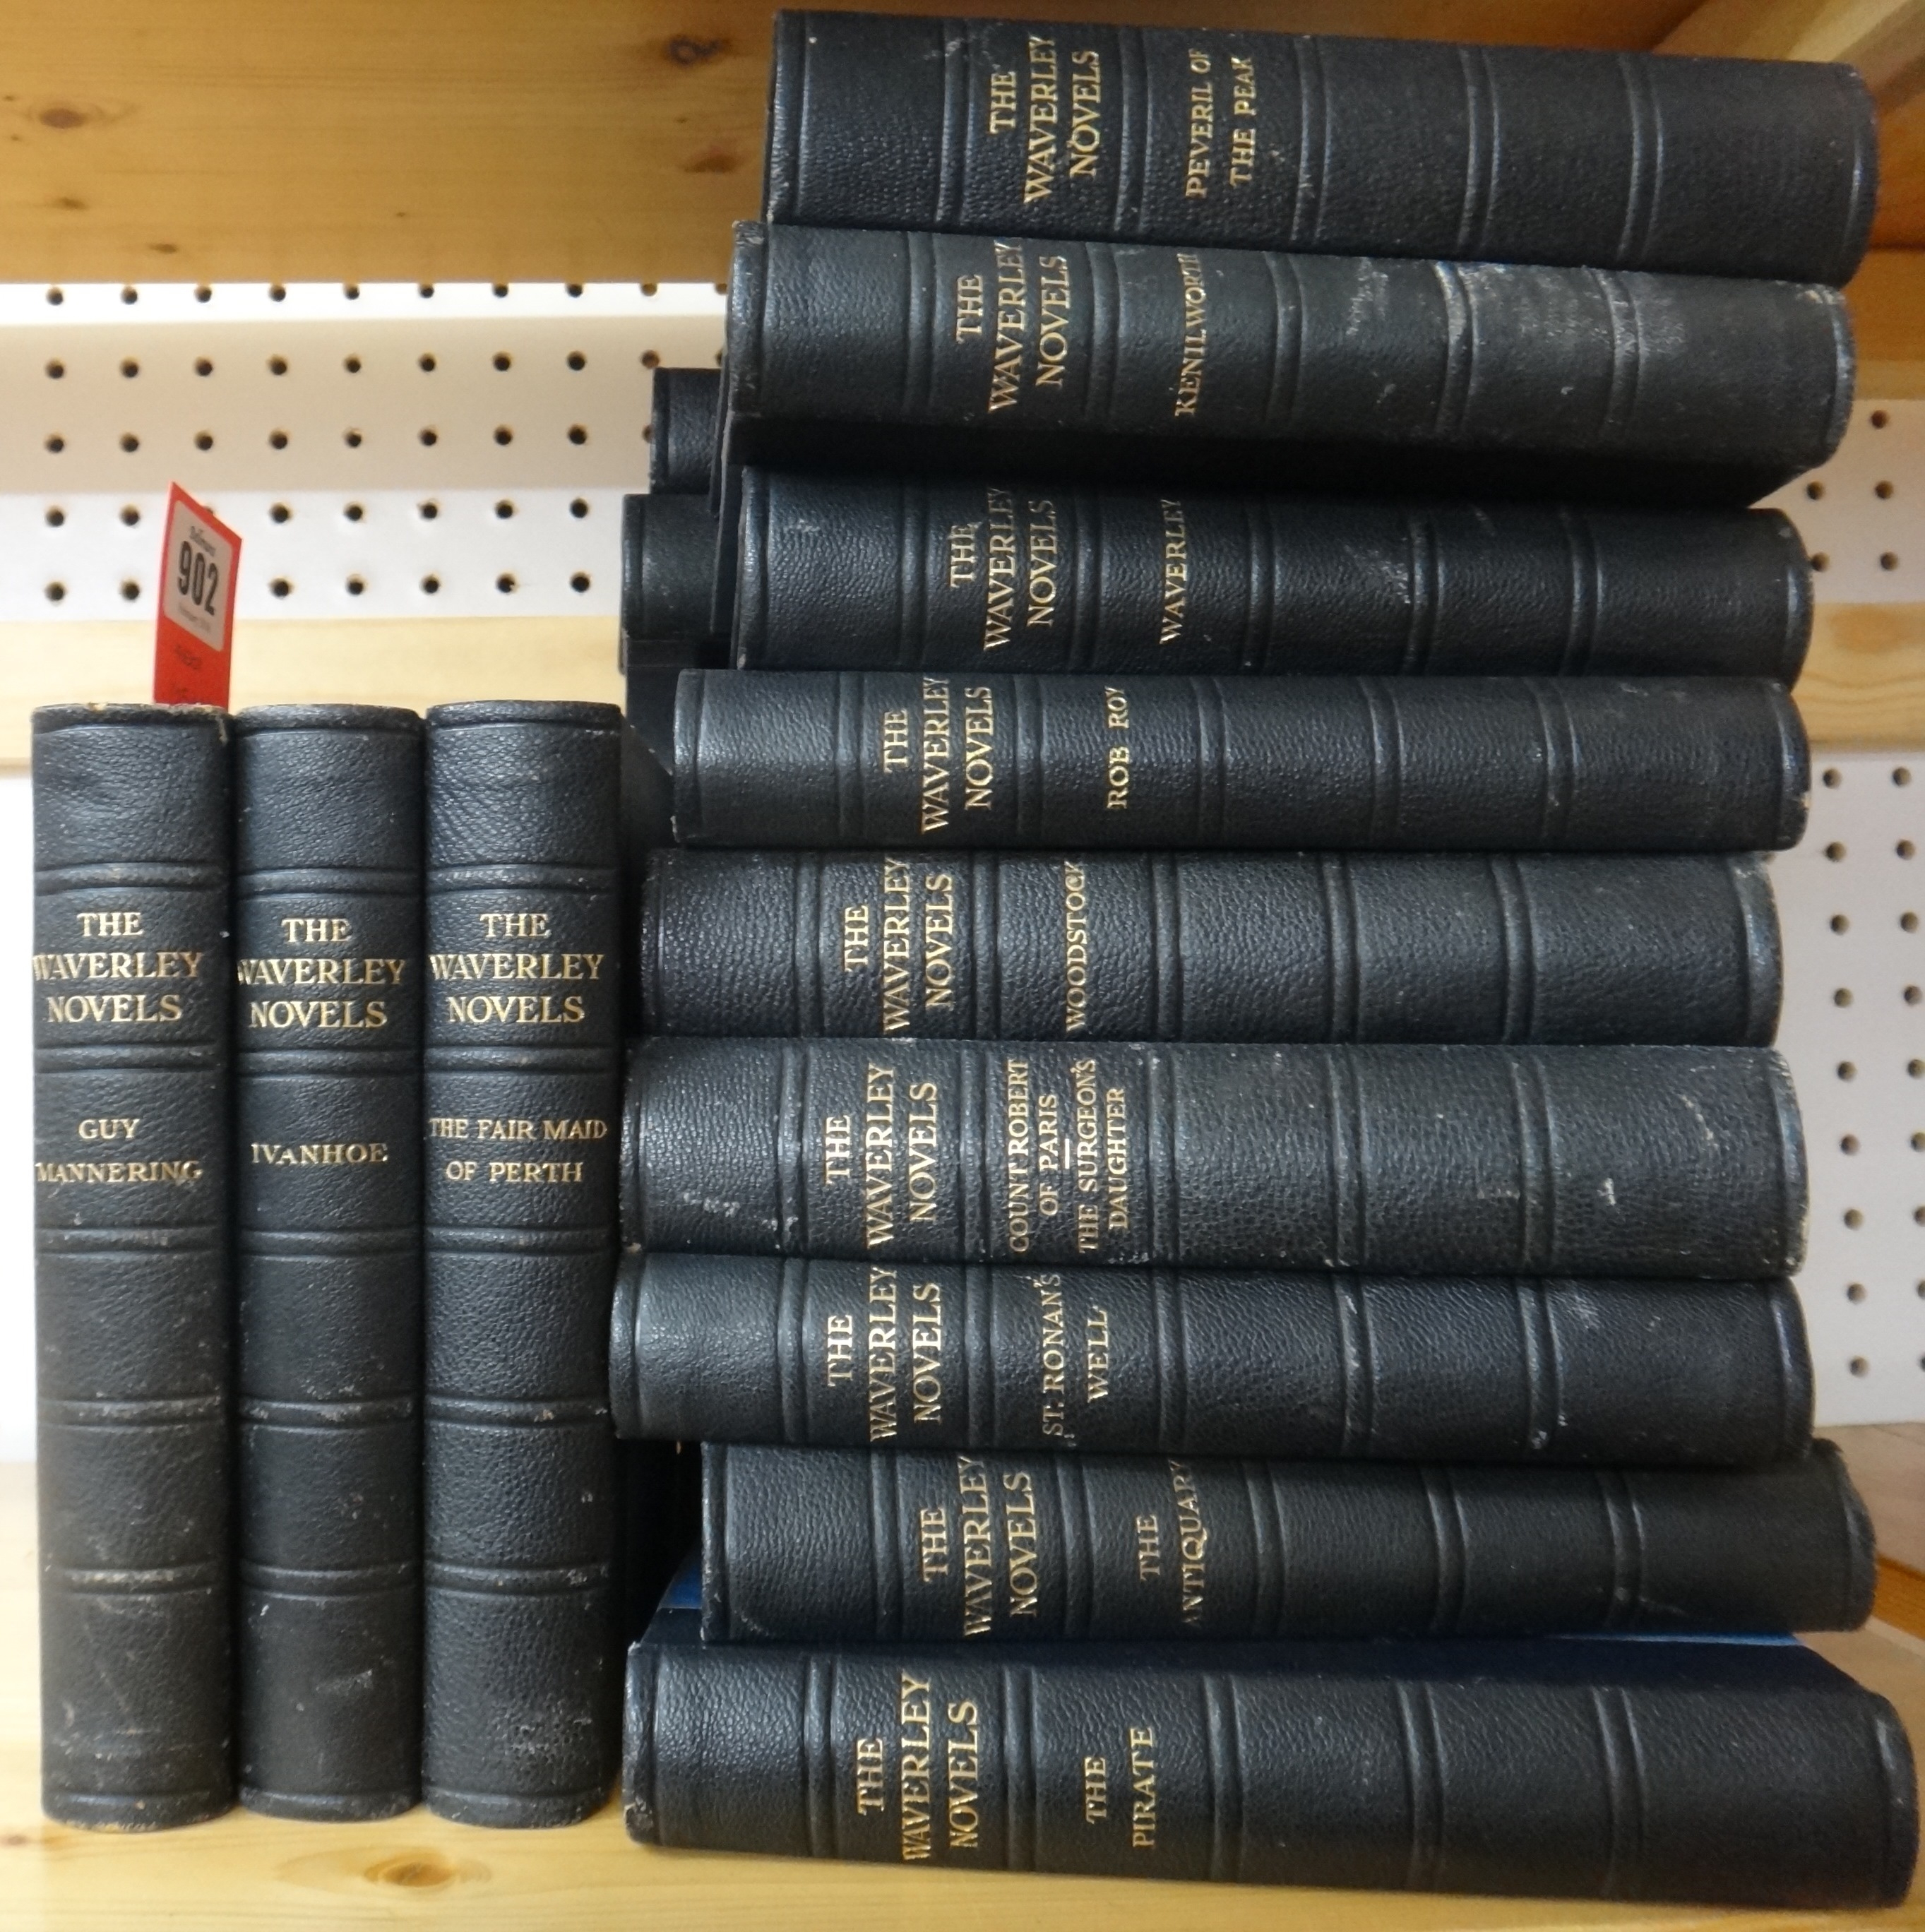 902
THE
WAVERLEY
NOVELS
GUY
MANNERING
THE
WAVERLEY
NOVELS
IVANHOE
THE
WAVERLEY
NOVELS
THE FAIR MAID
OF PERTH
THE
WAVERLEY
NOVELS
PEVERIL OF
THE PEAK
THE
WAVERLEY
NOVELS
KENILWORTH
THE
WAVERLEY
NOVELS
WAVERLEY
THE
WAVERLEY
NOVELS
ROB ROY
THE
WAVERLEY
NOVELS
WOODSTOCK
THE
WAVERLEY
NOVELS
COUNT ROBERT
OF PARIS
THE SURGEON'S
DAUGHTER
THE
WAVERLEY
NOVELS
ST. RONAN'S
WELL
THE
WAVERLEY
NOVELS
THE
ANTIQUARY
THE
WAVERLEY
NOVELS
THE
PIRATE